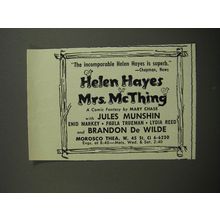 "The incomparable Helen Hayes is superb."
—Chapman, News
Helen Hayes
Mrs. McThing
A Comic Fantasy by MARY CHASE
with JULES MUNSHIN
ENID MARKEY • PAULA TRUEMAN • LYDIA REED
and BRANDON De WILDE
MOROSCO THEA. W. 45 St. CI 6-6230
Evgs. at 8:40—Mats. Wed. & Sat. 2:40